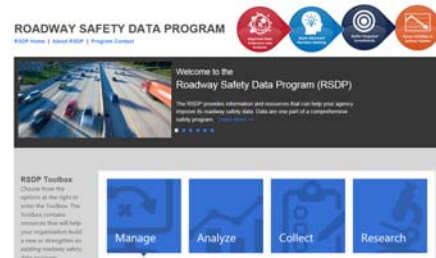 ROADWAY SAFETY DATA PROGRAM
RSDP Home | About RSDP | Program Contact
Welcome to the
Roadway Safety Data Program (RSDP)
The RSDP provides information and resources that can help your agency
improve its roadway safety data. Data are one part of a comprehensive
safety program. Learn More
RSDP Toolbox
Choose from the
options at the right to
enter the Toolbox. The
Toolbox contains
resources that will help
your organization build
a new or strengthen an
existing roadway safety
data program.
Manage
Analyze
Collect
Research